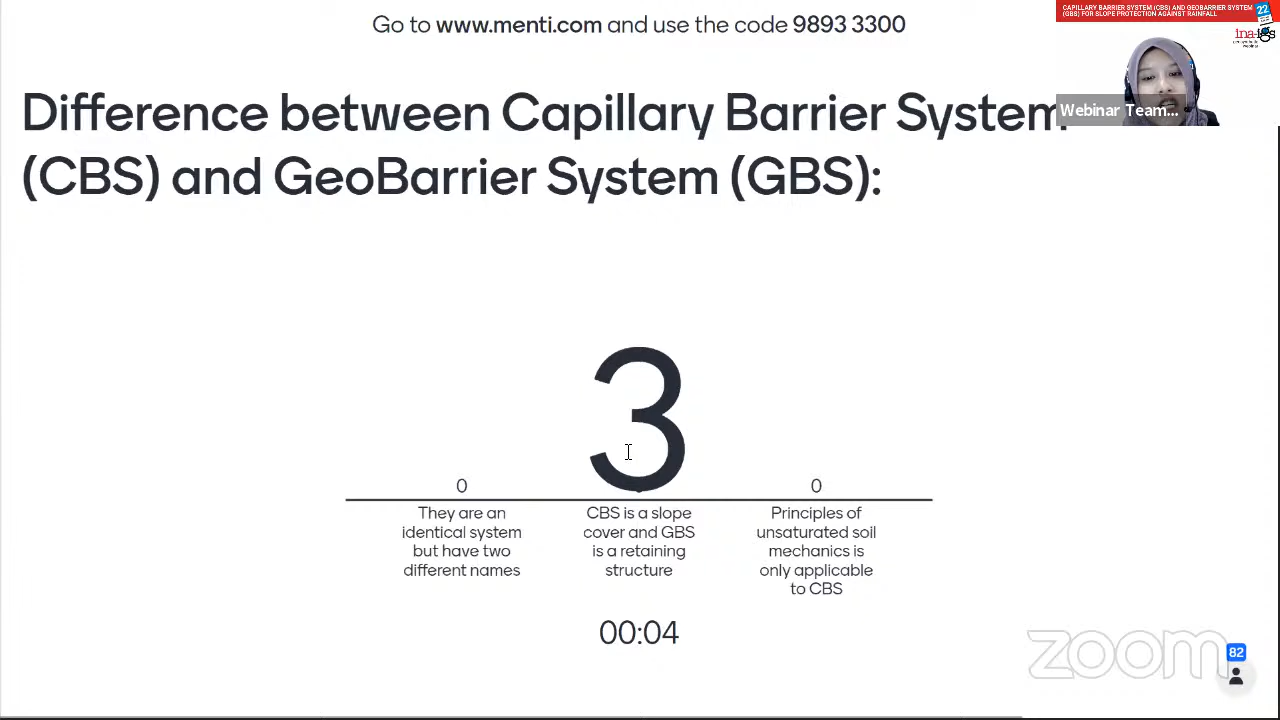 Go to www.menti.com and use the code 9893 3300
CAPILLARY BARRIER SYSTEM (CBS) AND GEOBARRIER SYSTEM
(GBS) FOR SLOPE PROTECTION AGAINST RAINFALL
22
Webinar Team...
Difference between Capillary Barrier System
(CBS) and GeoBarrier System (GBS):
3
0
0
They are an
identical system
but have two
different names
CBS is a slope
cover and GBS
is a retaining
structure
Principles of
unsaturated soil
mechanics is
only applicable
to CBS
00:04
zoom
82